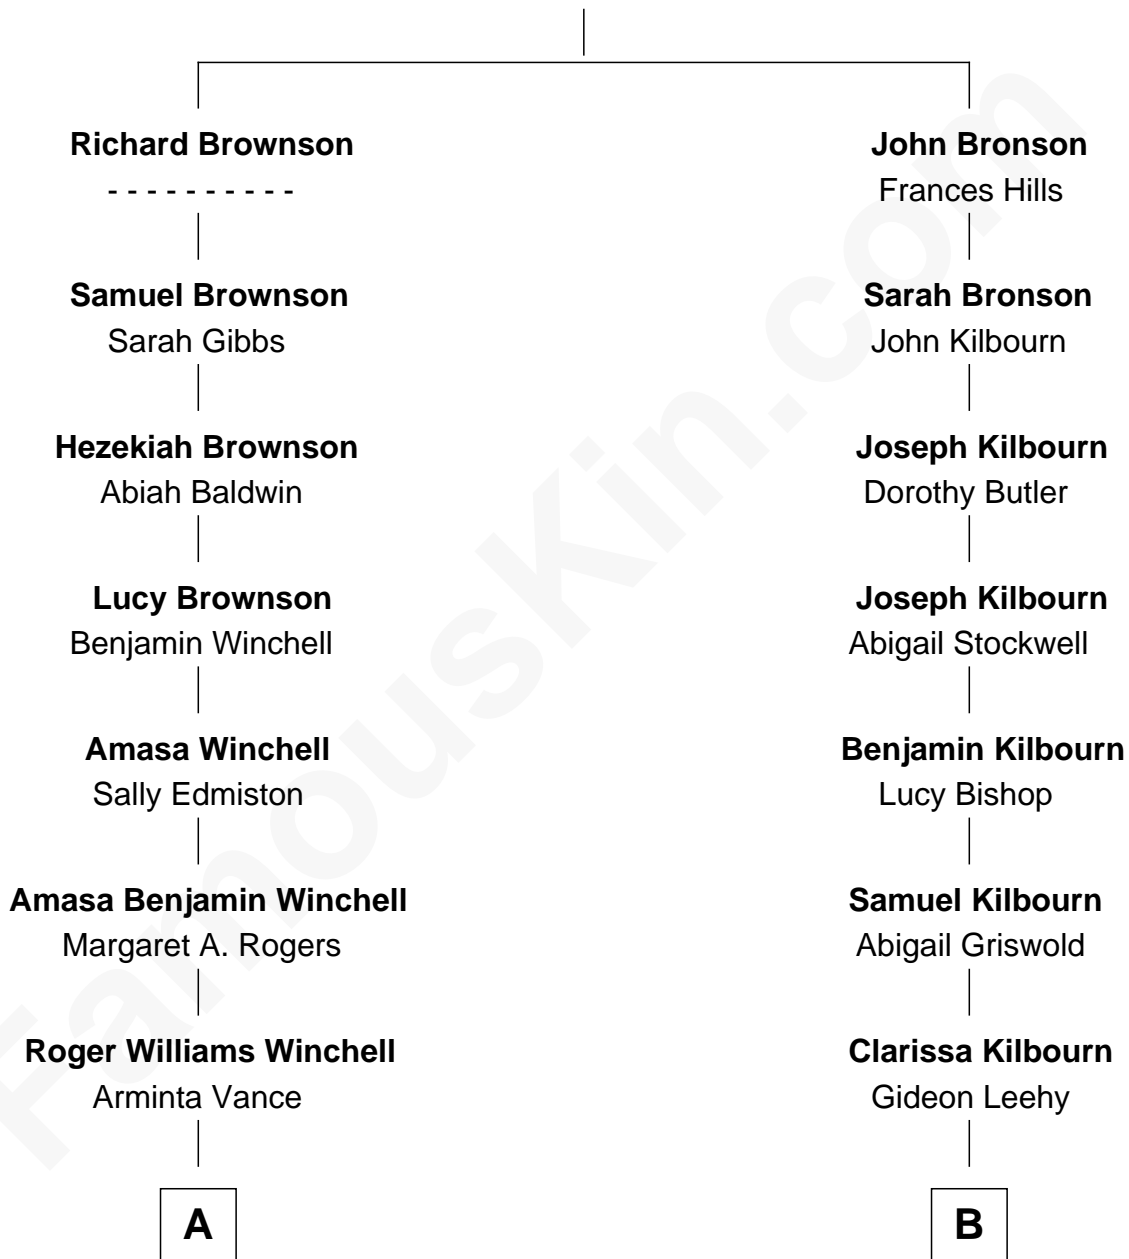 Richard Brownson
- - - - - - - - - -
Samuel Brownson
Sarah Gibbs
Hezekiah Brownson
Abiah Baldwin
Lucy Brownson
Benjamin Winchell
Amasa Winchell
Sally Edmiston
Amasa Benjamin Winchell
Margaret A. Rogers
Roger Williams Winchell
Arminta Vance
A
John Bronson
Frances Hills
Sarah Bronson
John Kilbourn
Joseph Kilbourn
Dorothy Butler
Joseph Kilbourn
Abigail Stockwell
Benjamin Kilbourn
Lucy Bishop
Samuel Kilbourn
Abigail Griswold
Clarissa Kilbourn
Gideon Leehy
B
FamousKin.com